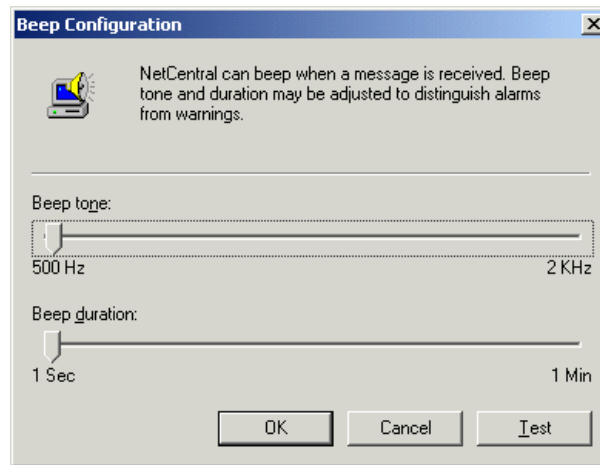 Beep Configuration
NetCentral can beep when a message is received. Beep
tone and duration may be adjusted to distinguish alarms
from warnings.
Beep tone:
500 Hz 2 KHz
Beep duration:
1 Sec 1 Min
OK Cancel Test